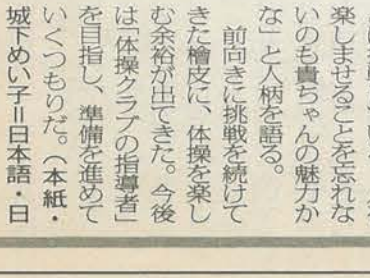 楽しませることを忘れな
いのも貴ちゃんの魅力か
な」と人柄を語る。
前向きに挑戦を続けて
きた檜皮に、体操を楽し
む余裕が出てきた。今後
は「体操クラブの指導者」
を目指し、準備を進めて
いくつもりだ。（本紙・
城下めい子＝日本語・日